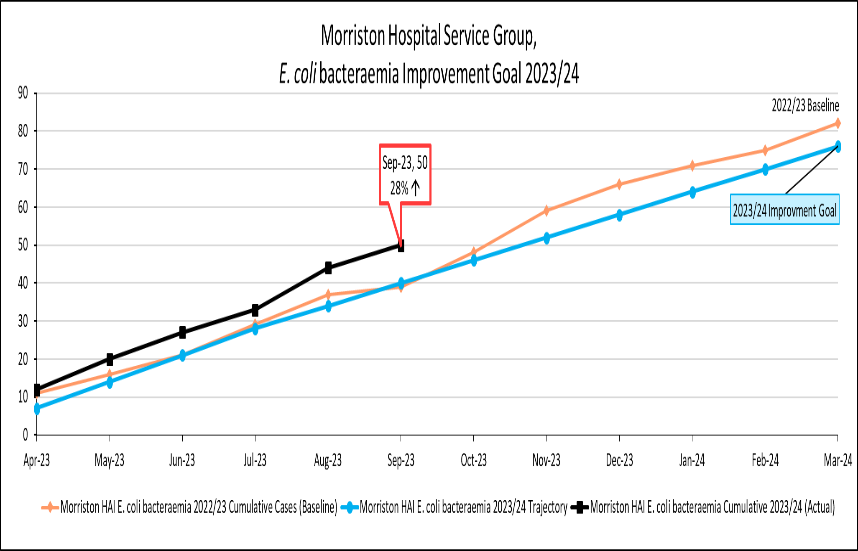 Morriston Hospital Service Group,
E. coli bacteraemia Improvement Goal 2023/24
90
80
70
60
50
40
30
20
10
0
2022/23 Baseline
Sep-23, 50
28% ↑
2023/24 Improvment Goal
Apr-23 May-23 Jun-23 Jul-23 Aug-23 Sep-23 Oct-23 Nov-23 Dec-23 Jan-24 Feb-24 Mar-24
Morriston HAI E. coli bacteraemia 2022/23 Cumulative Cases (Baseline) Morriston HAI E. coli bacteraemia 2023/24 Trajectory Morriston HAI E. coli bacteraemia Cumulative 2023/24 (Actual)